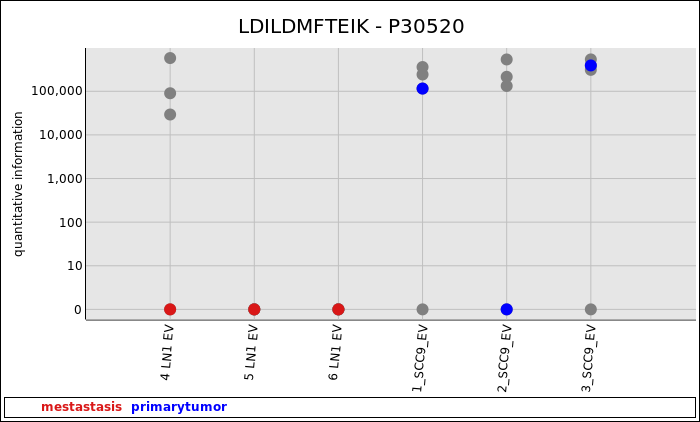 LDILDMFTEIK - P30520
quantitative information
100,000
10,000
1,000
100
10
0
4 LN1 EV
5 LN1 EV
6 LN1 EV
1_SCC9_EV
2_SCC9_EV
3_SCC9_EV
mestastasis primarytumor